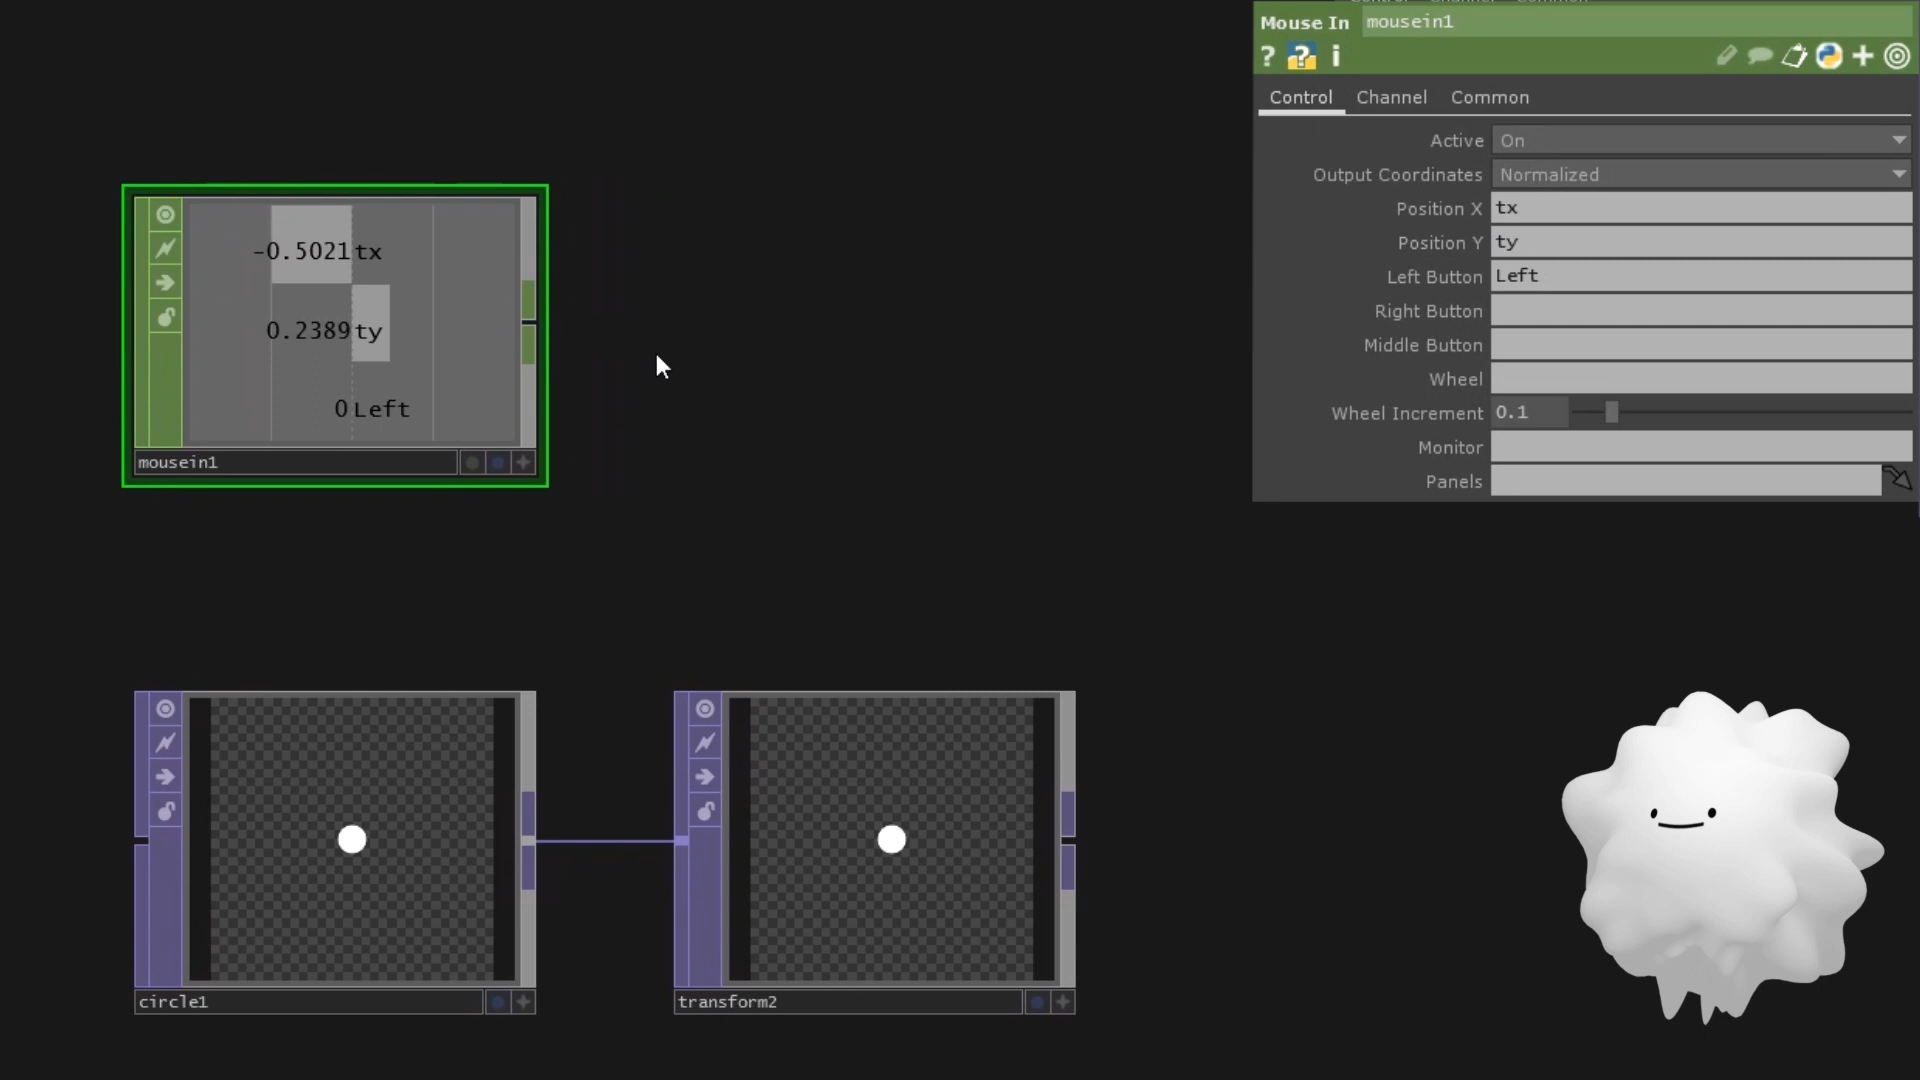 Mouse In mousein1
? ? i
Control Channel Common
Active On
Output Coordinates Normalized
Position X tx
Position Y ty
Left Button Left
Right Button
Middle Button
Wheel
Wheel Increment 0.1
Monitor
Panels
-0.5021 tx
0.2389 ty
0 Left
mousein1
circle1
transform2